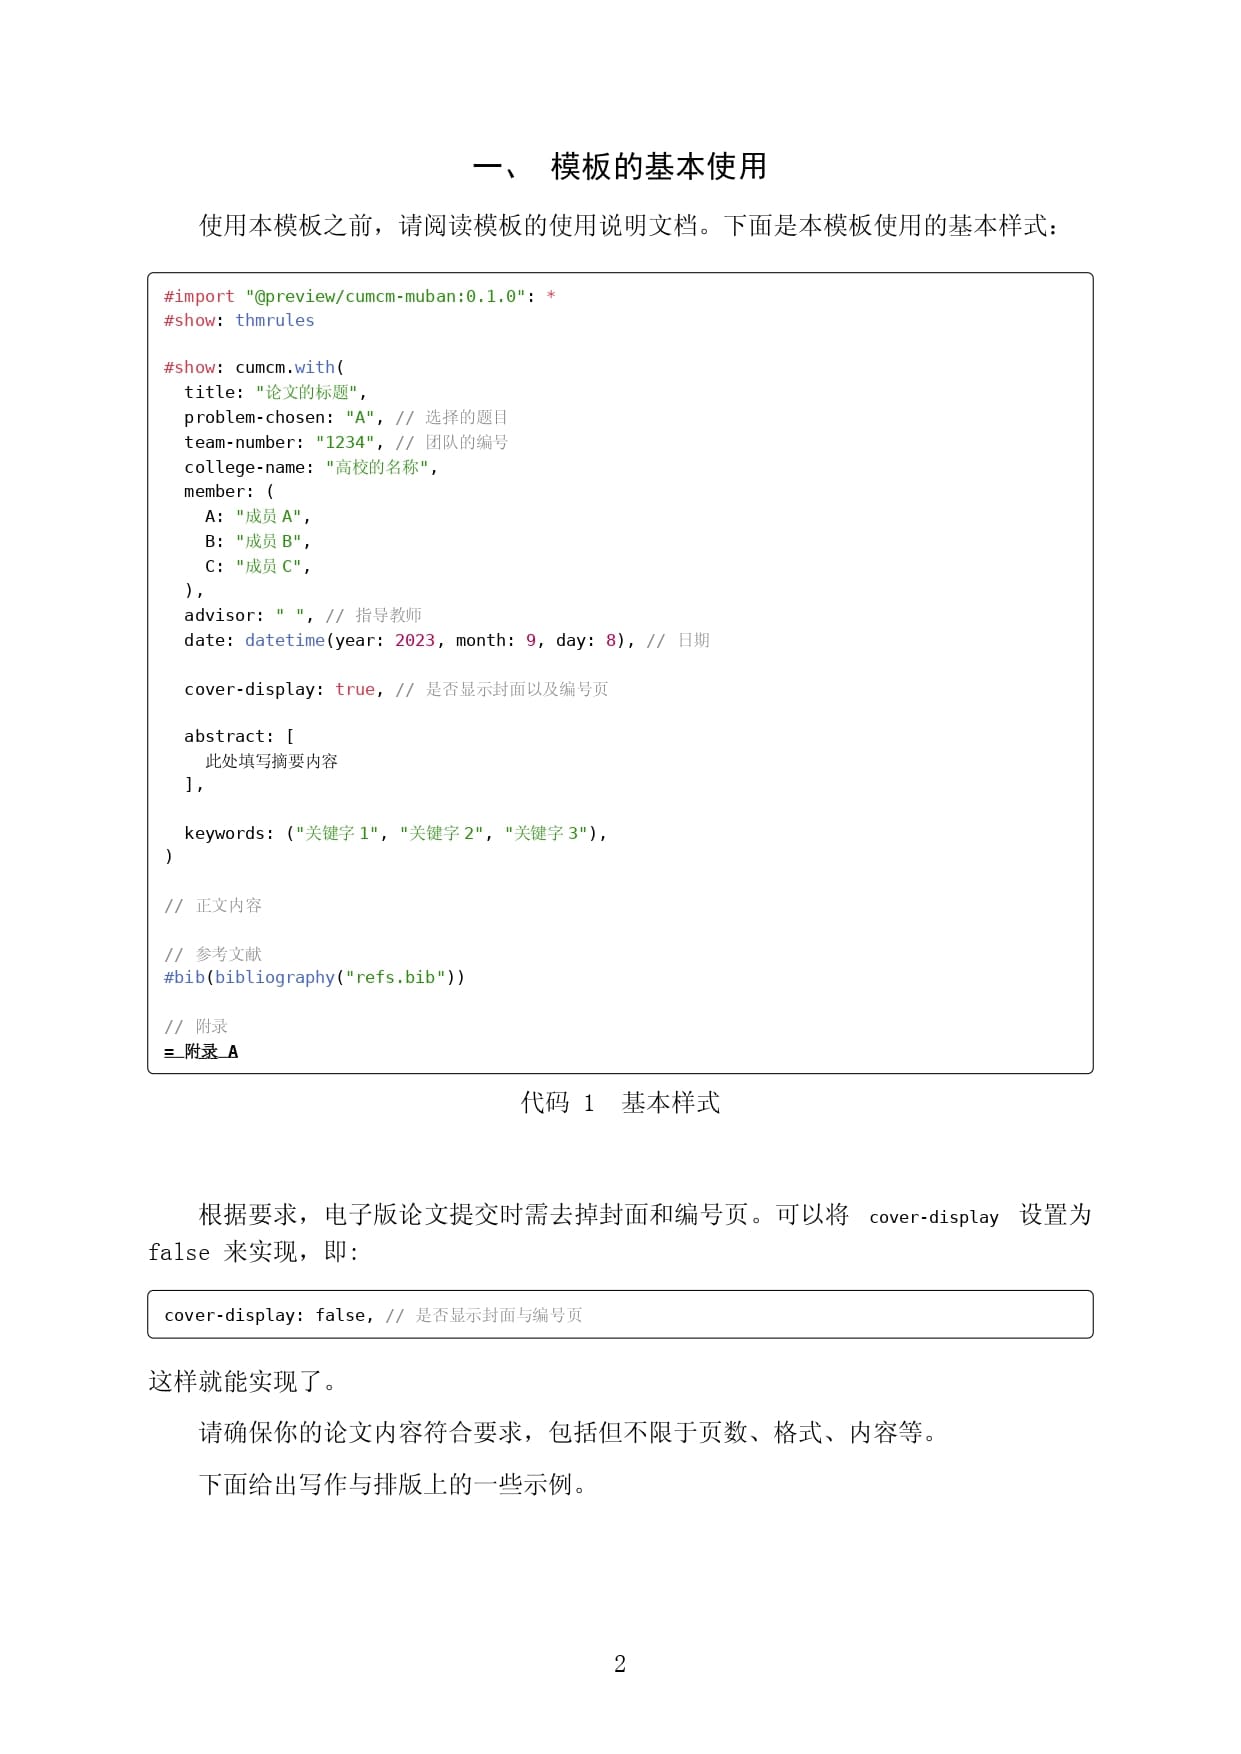 一、 模板的基本使用
使用本模板之前，请阅读模板的使用说明文档。下面是本模板使用的基本样式：
#import "@preview/cumcm-muban:0.1.0": *
#show: thmrules
#show: cumcm.with(
  title: "论文的标题",
  problem-chosen: "A", // 选择的题目
  team-number: "1234", // 团队的编号
  college-name: "高校的名称",
  member: (
    A: "成员 A",
    B: "成员 B",
    C: "成员 C",
  ),
  advisor: " ", // 指导教师
  date: datetime(year: 2023, month: 9, day: 8), // 日期
  cover-display: true, // 是否显示封面以及编号页
  abstract: [
    此处填写摘要内容
  ],
  keywords: ("关键字 1", "关键字 2", "关键字 3"),
)
// 正文内容
// 参考文献
#bib(bibliography("refs.bib"))
// 附录
= 附录 A
代码 1 基本样式
根据要求，电子版论文提交时需去掉封面和编号页。可以将 cover-display 设置为
false 来实现，即：
cover-display: false, // 是否显示封面与编号页
这样就能实现了。
请确保你的论文内容符合要求，包括但不限于页数、格式、内容等。
下面给出写作与排版上的一些示例。
2